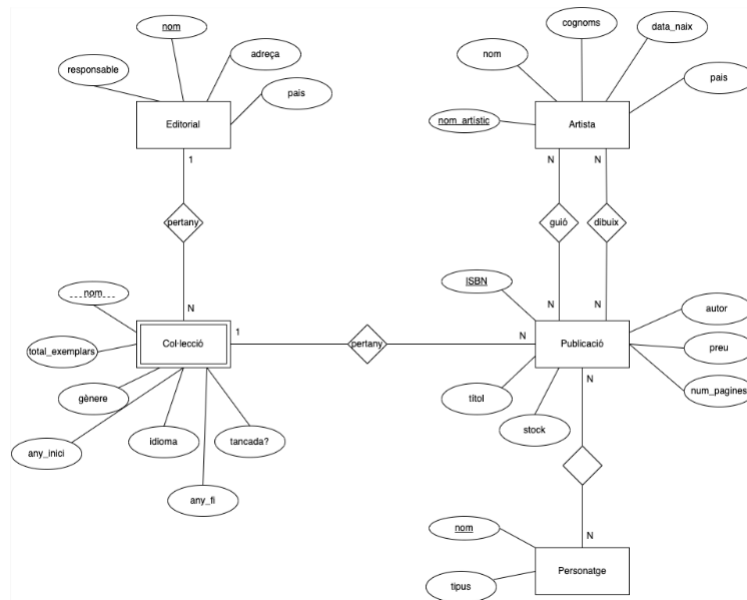 nom
cognoms
data_naix
responsable
adreça
nom
pais
pais
Editorial
nom_artístic
Artista
1
N
N
pertany
guió
dibuix
nom
ISBN
N
N
N
autor
total_exemplars
Col·lecció
1
pertany
N
Publicació
preu
gènere
títol
N
num_pagines
any_inici
idioma
tancada?
stock
any_fi
nom
N
Personatge
tipus